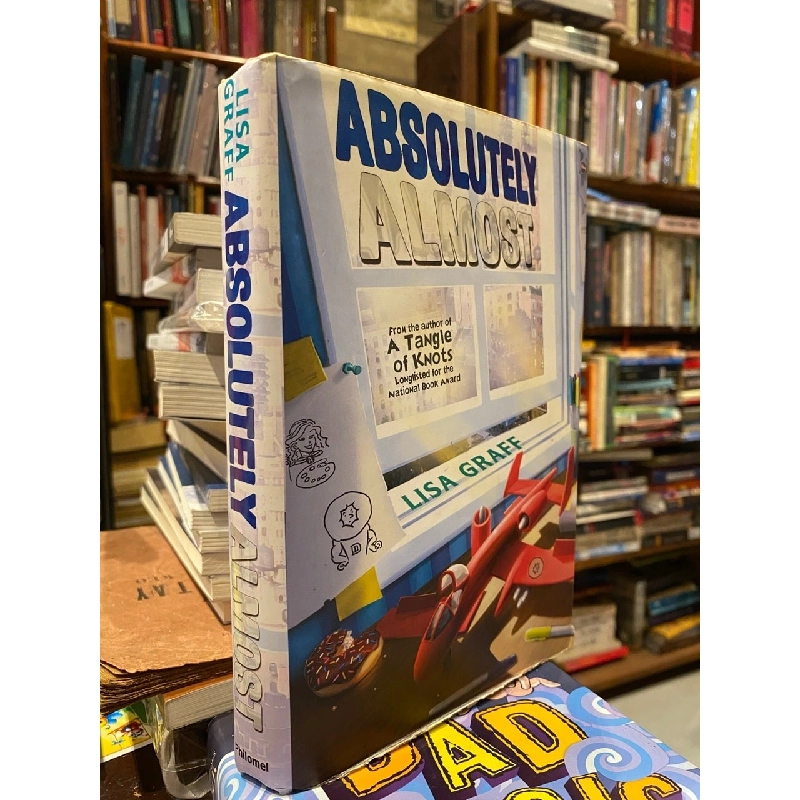 LISA
GRAFF
ABSOLUTELY
ALMOST
Philomel
ABSOLUTELY
ALMOST
From the author of
A Tangle
of Knots
Longlisted for the
National Book Award
LISA GRAFF
BAD